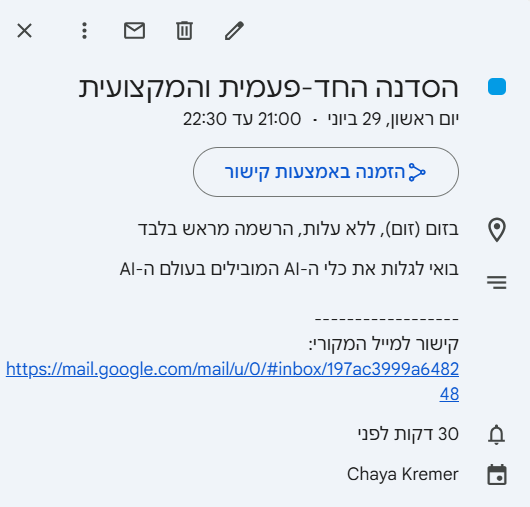 הסדנה החד-פעמית והמקצועית
יום ראשון, 29 ביוני · 21:00 עד 22:30
הזמנה באמצעות קישור
בזום (זום), ללא עלות, הרשמה מראש בלבד
בואי לגלות את כלי ה-AI המובילים בעולם ה-AI
------------------
קישור למייל המקורי:
https://mail.google.com/mail/u/0/#inbox/197ac3999a6482
48
30 דקות לפני
Chaya Kremer